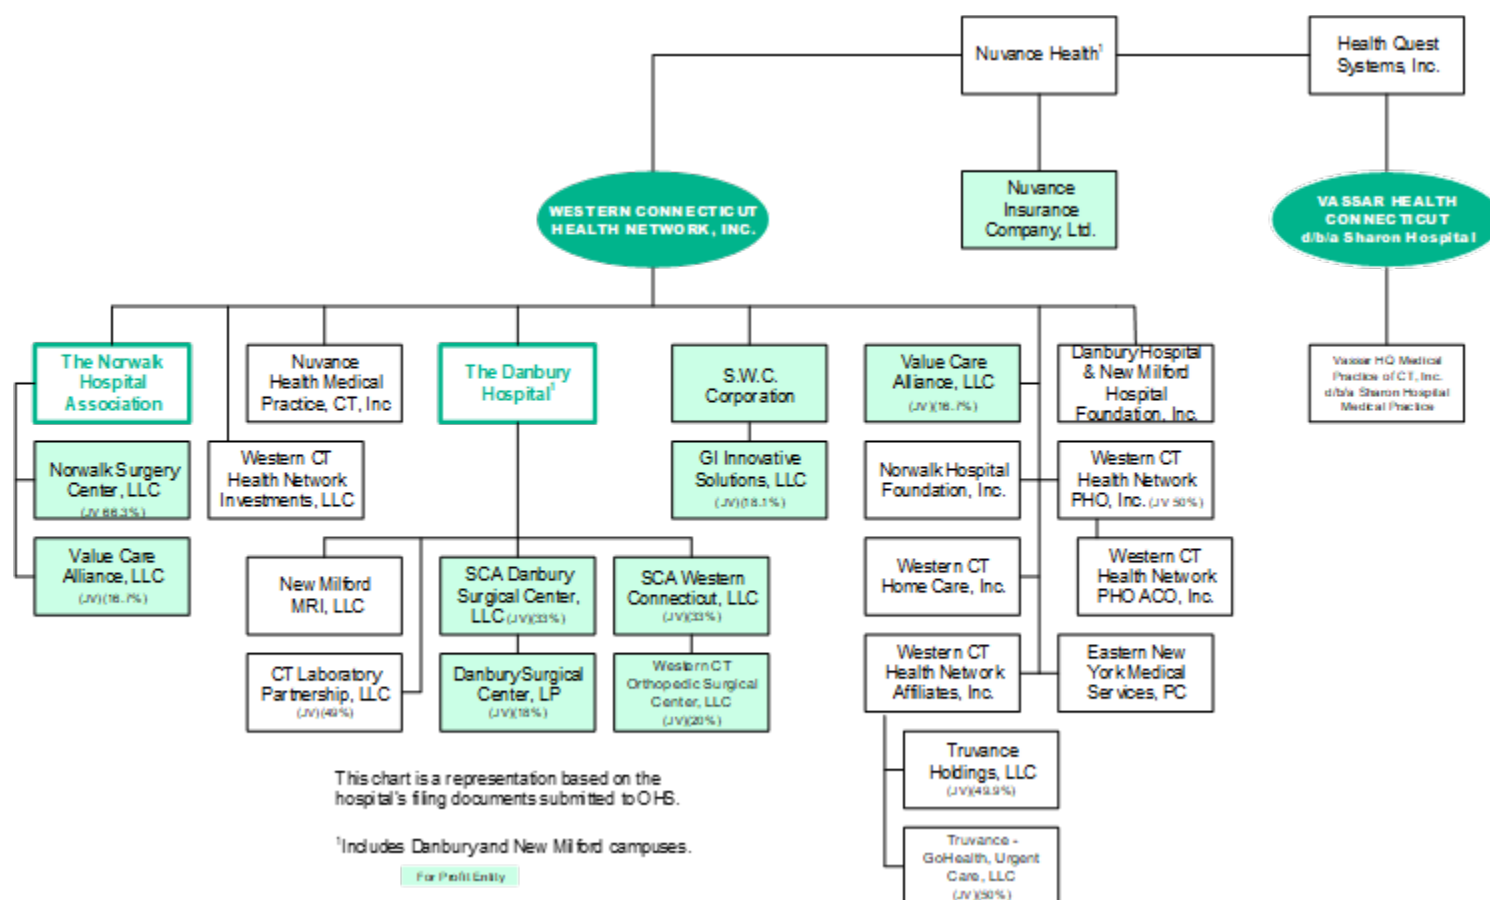 Nuvance Health¹
Health Quest
Systems, Inc.
WESTERN CONNECTICUT
HEALTH NETWORK, INC.
Nuvance
Insurance
Company, Ltd.
VASSAR HEALTH
CONNECTICUT
d/b/a Sharon Hospital
The Norwalk
Hospital
Association
Nuvance
Health Medical
Practice, CT, Inc
The Danbury
Hospital¹
S.W.C.
Corporation
Value Care
Alliance, LLC
(JV)(16.7%)
Danbury Hospital
& New Milford
Hospital
Foundation, Inc.
Vassar HQ Medical
Practice of CT, Inc.
d/b/a Sharon Hospital
Medical Practice
Norwalk Surgery
Center, LLC
(JV 66.3%)
Western CT
Health Network
Investments, LLC
GI Innovative
Solutions, LLC
(JV)(18.1%)
Norwalk Hospital
Foundation, Inc.
Western CT
Health Network
PHO, Inc. (JV 50%)
Value Care
Alliance, LLC
(JV)(16.7%)
New Milford
MRI, LLC
SCA Danbury
Surgical Center,
LLC (JV)(33%)
SCA Western
Connecticut, LLC
(JV)(33%)
Western CT
Home Care, Inc.
Western CT
Health Network
PHO ACO, Inc.
CT Laboratory
Partnership, LLC
(JV)(49%)
Danbury Surgical
Center, LP
(JV)(18%)
Western CT
Orthopedic Surgical
Center, LLC
(JV)(20%)
Western CT
Health Network
Affiliates, Inc.
Eastern New
York Medical
Services, PC
Truvance
Holdings, LLC
(JV)(49.9%)
Truvance -
GoHealth, Urgent
Care, LLC
(JV)(50%)
This chart is a representation based on the
hospital's filing documents submitted to OHS.
¹Includes Danbury and New Milford campuses.
For Profit Entity